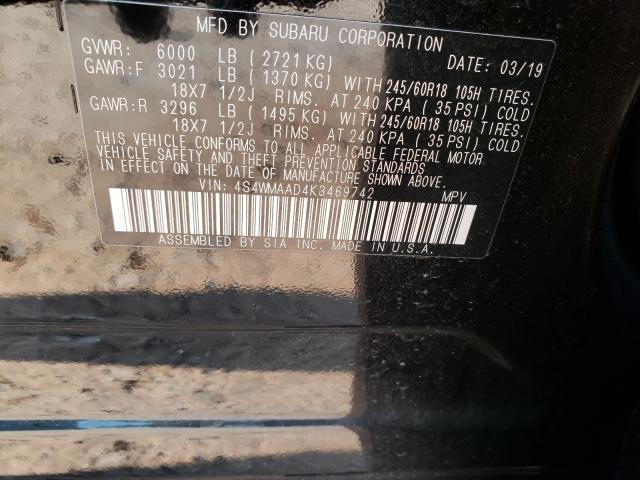 MFD BY SUBARU CORPORATION
GVWR: 6000 LB (2721 KG) DATE: 03/19
GAWR:F 3021 LB (1370 KG) WITH 245/60R18 105H TIRES.
18X7 1/2J RIMS. AT 240 KPA (35 PSI) COLD
GAWR:R 3296 LB (1495 KG) WITH 245/60R18 105H TIRES.
18X7 1/2J RIMS. AT 240 KPA (35 PSI) COLD
THIS VEHICLE CONFORMS TO ALL APPLICABLE FEDERAL MOTOR
VEHICLE SAFETY AND THEFT PREVENTION STANDARDS
IN EFFECT ON THE DATE OF MANUFACTURE SHOWN ABOVE.
VIN: 4S4WMAAD4K3469742 MPV
ASSEMBLED BY SIA INC. MADE IN U.S.A.